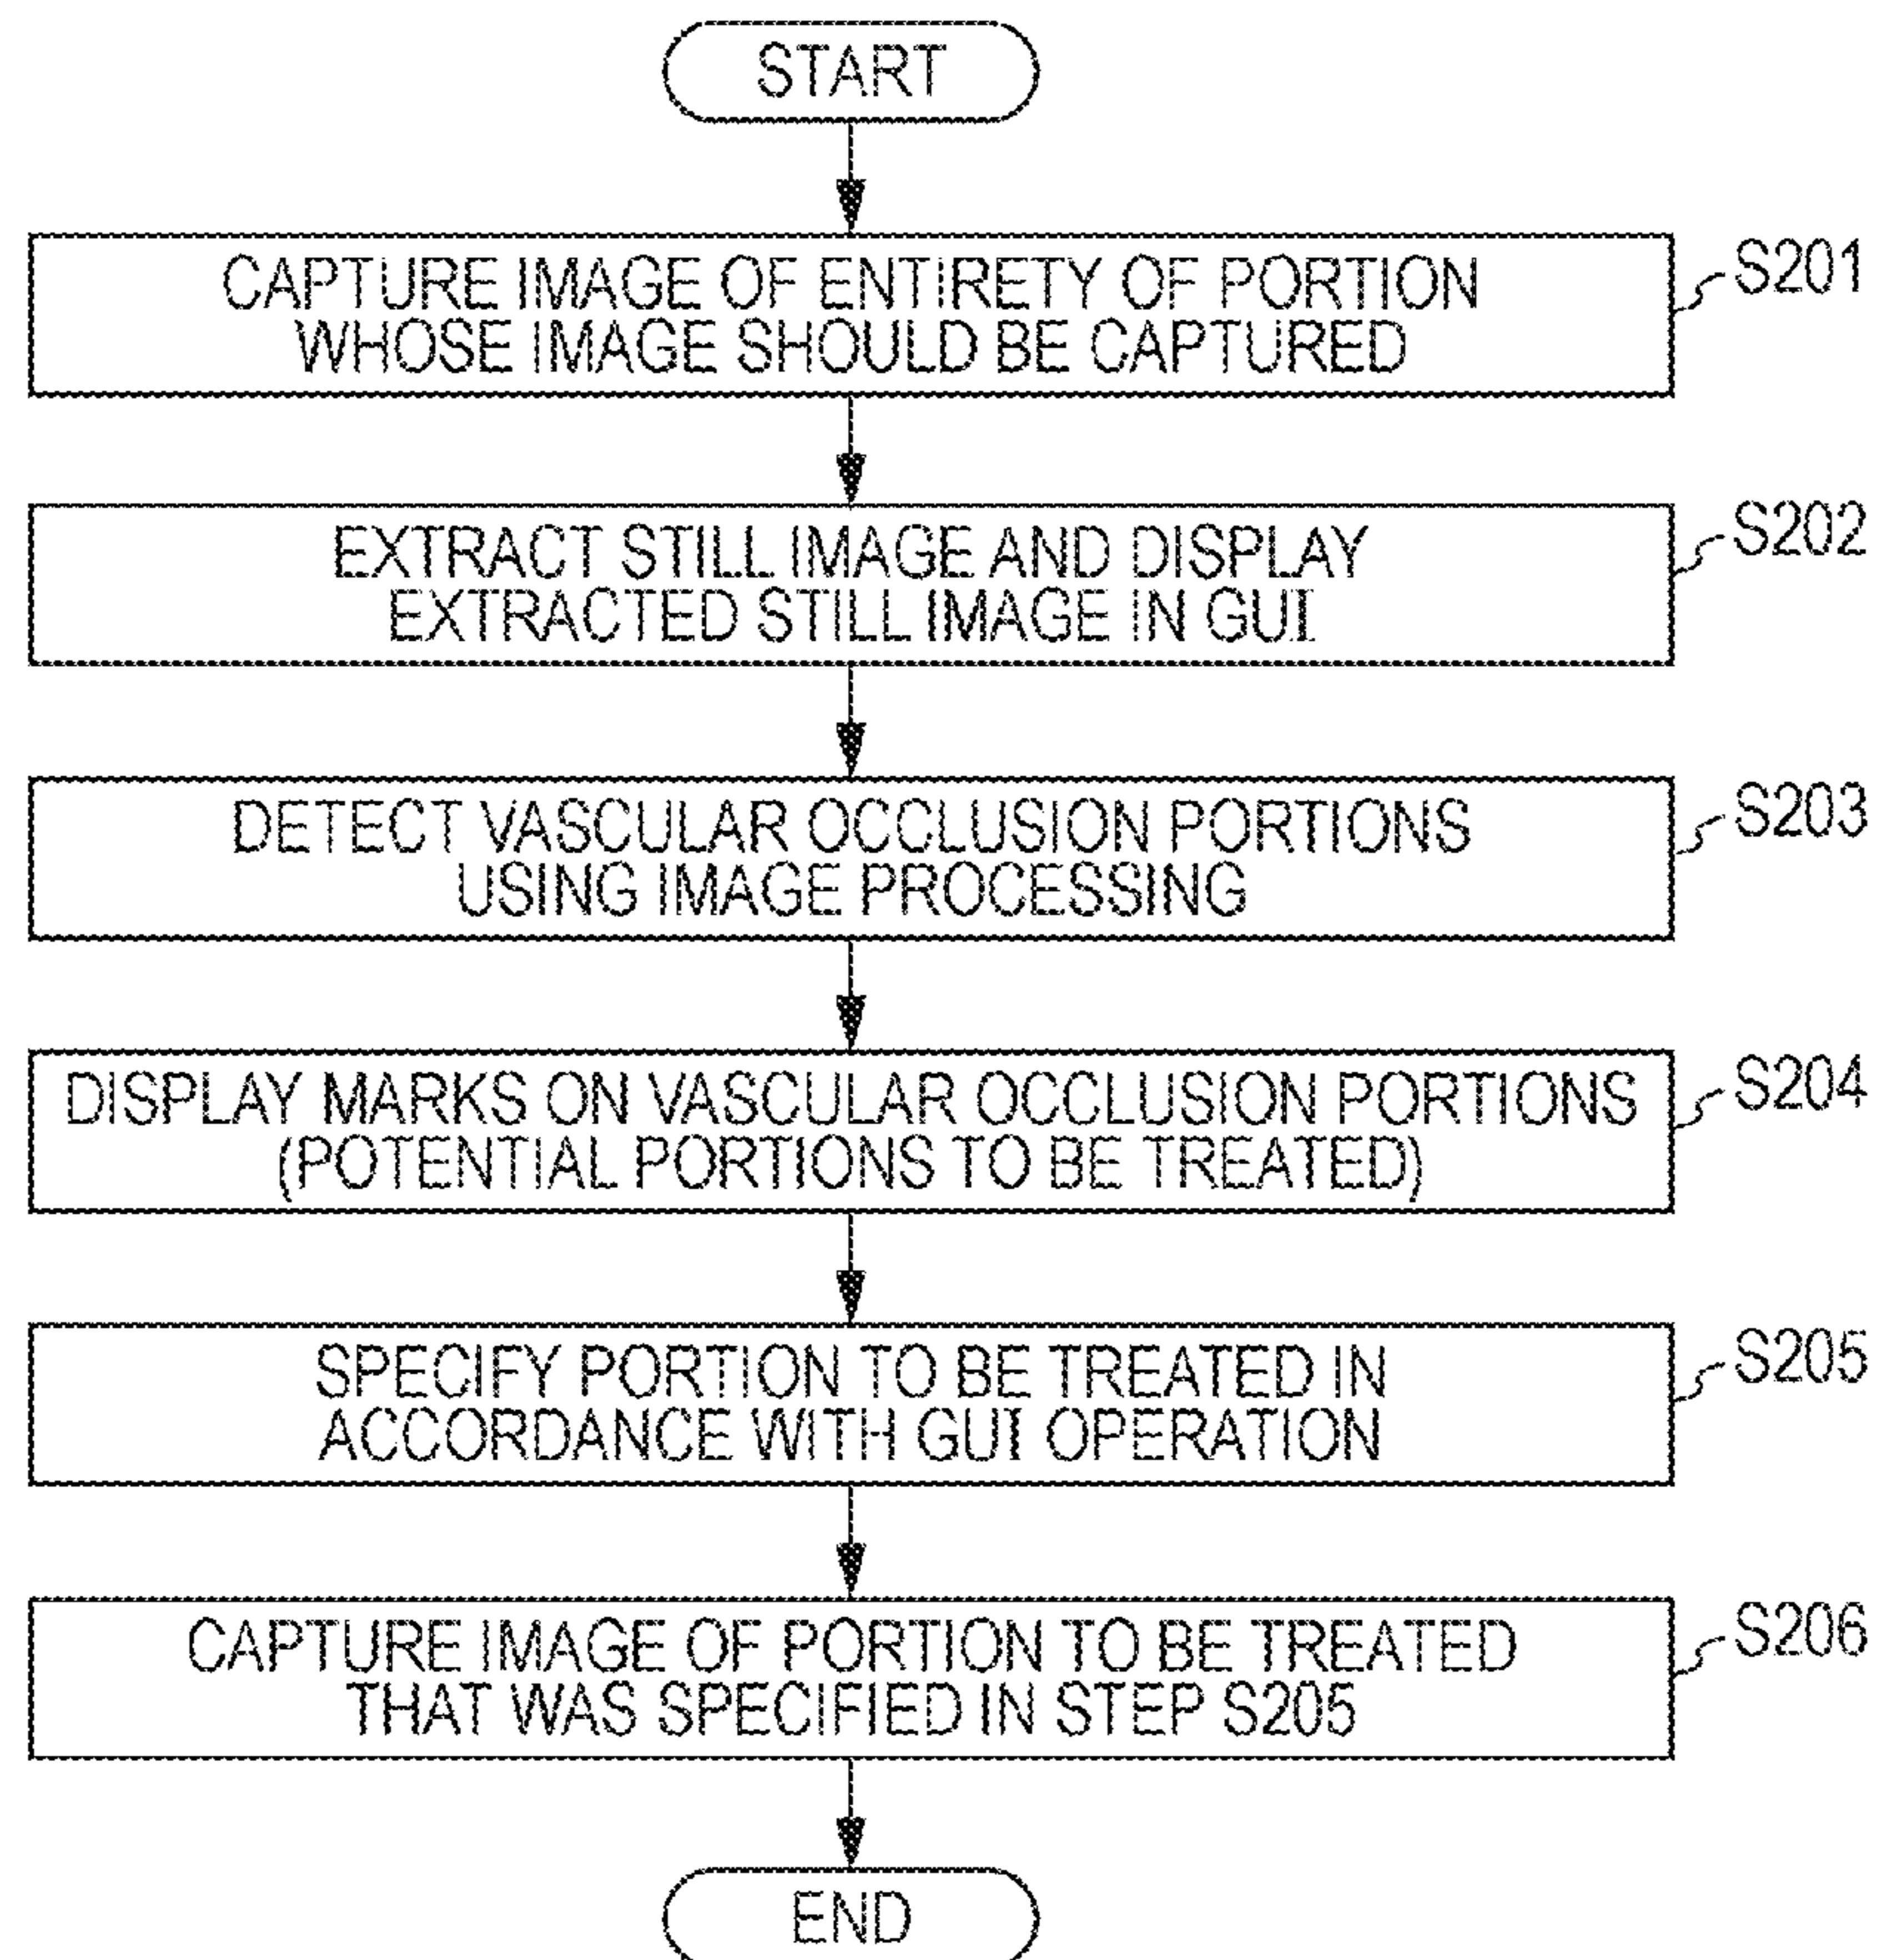 START
CAPTURE IMAGE OF ENTIRETY OF PORTION
WHOSE IMAGE SHOULD BE CAPTURED
S201
EXTRACT STILL IMAGE AND DISPLAY
EXTRACTED STILL IMAGE IN GUI
S202
DETECT VASCULAR OCCLUSION PORTIONS
USING IMAGE PROCESSING
S203
DISPLAY MARKS ON VASCULAR OCCLUSION PORTIONS
(POTENTIAL PORTIONS TO BE TREATED)
S204
SPECIFY PORTION TO BE TREATED IN
ACCORDANCE WITH GUI OPERATION
S205
CAPTURE IMAGE OF PORTION TO BE TREATED
THAT WAS SPECIFIED IN STEP S205
S206
END